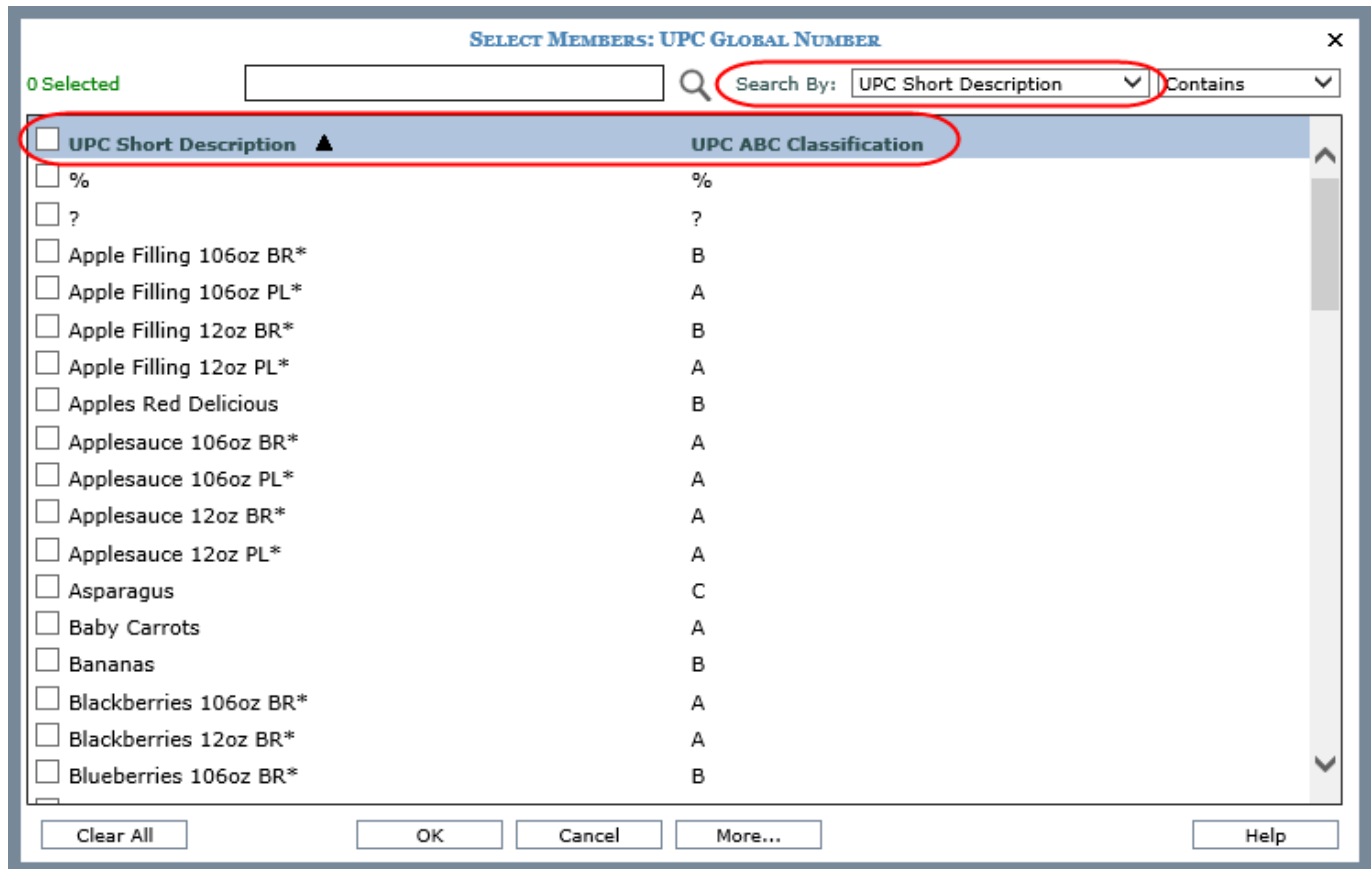 SELECT MEMBERS: UPC GLOBAL NUMBER
0 Selected Search By: UPC Short Description Contains
UPC Short Description ▲ UPC ABC Classification
% %
? ?
Apple Filling 106oz BR* B
Apple Filling 106oz PL* A
Apple Filling 12oz BR* B
Apple Filling 12oz PL* A
Apples Red Delicious B
Applesauce 106oz BR* A
Applesauce 106oz PL* A
Applesauce 12oz BR* A
Applesauce 12oz PL* A
Asparagus C
Baby Carrots A
Bananas B
Blackberries 106oz BR* A
Blackberries 12oz BR* A
Blueberries 106oz BR* B
Clear All OK Cancel More... Help